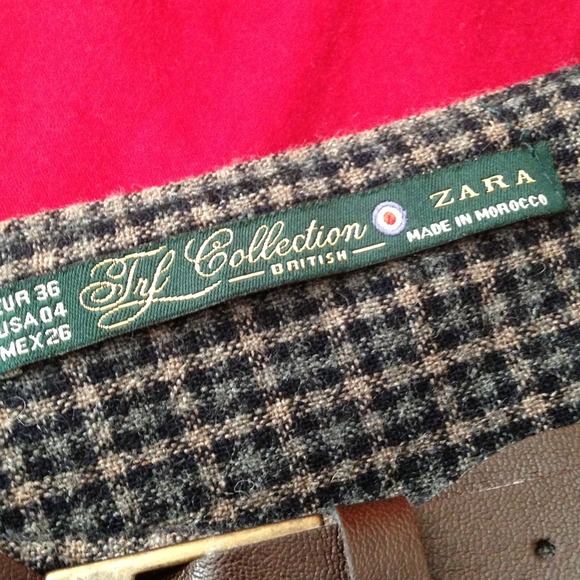 EUR 36
USA 04
MEX 26
Trf Collection
BRITISH
ZARA
MADE IN MOROCCO